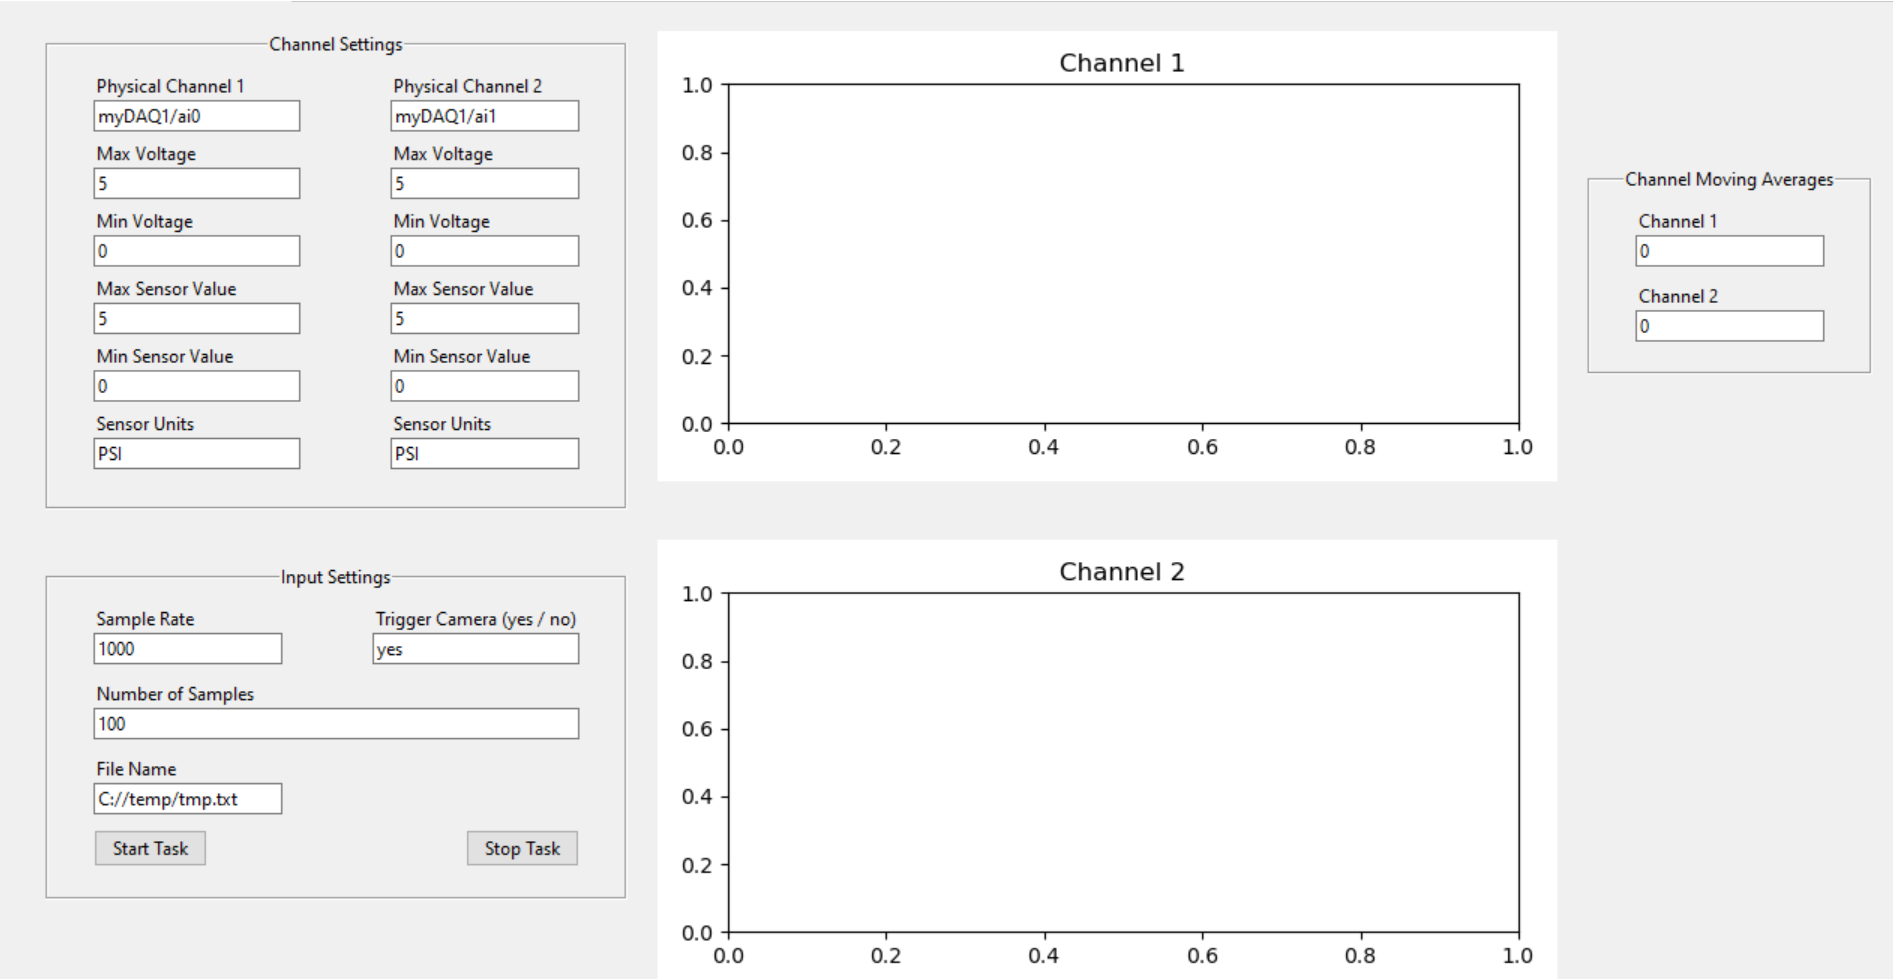 Channel Settings
Physical Channel 1
myDAQ1/ai0
Max Voltage
5
Min Voltage
0
Max Sensor Value
5
Min Sensor Value
0
Sensor Units
PSI
Physical Channel 2
myDAQ1/ai1
Max Voltage
5
Min Voltage
0
Max Sensor Value
5
Min Sensor Value
0
Sensor Units
PSI
Input Settings
Sample Rate
1000
Trigger Camera (yes / no)
yes
Number of Samples
100
File Name
C://temp/tmp.txt
Start Task
Stop Task
Channel 1
1.0
0.8
0.6
0.4
0.2
0.0
0.0 0.2 0.4 0.6 0.8 1.0
Channel 2
1.0
0.8
0.6
0.4
0.2
0.0
0.0 0.2 0.4 0.6 0.8 1.0
Channel Moving Averages
Channel 1
0
Channel 2
0